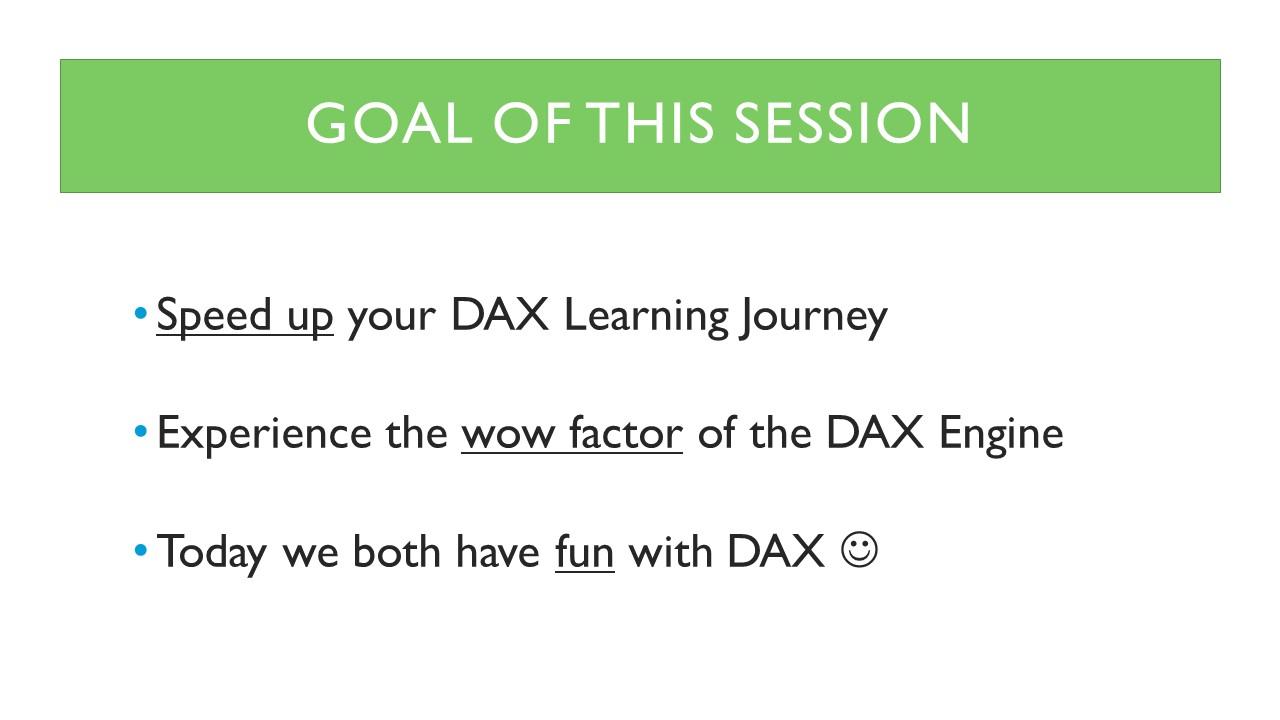 GOAL OF THIS SESSION
• Speed up your DAX Learning Journey
• Experience the wow factor of the DAX Engine
• Today we both have fun with DAX ☺